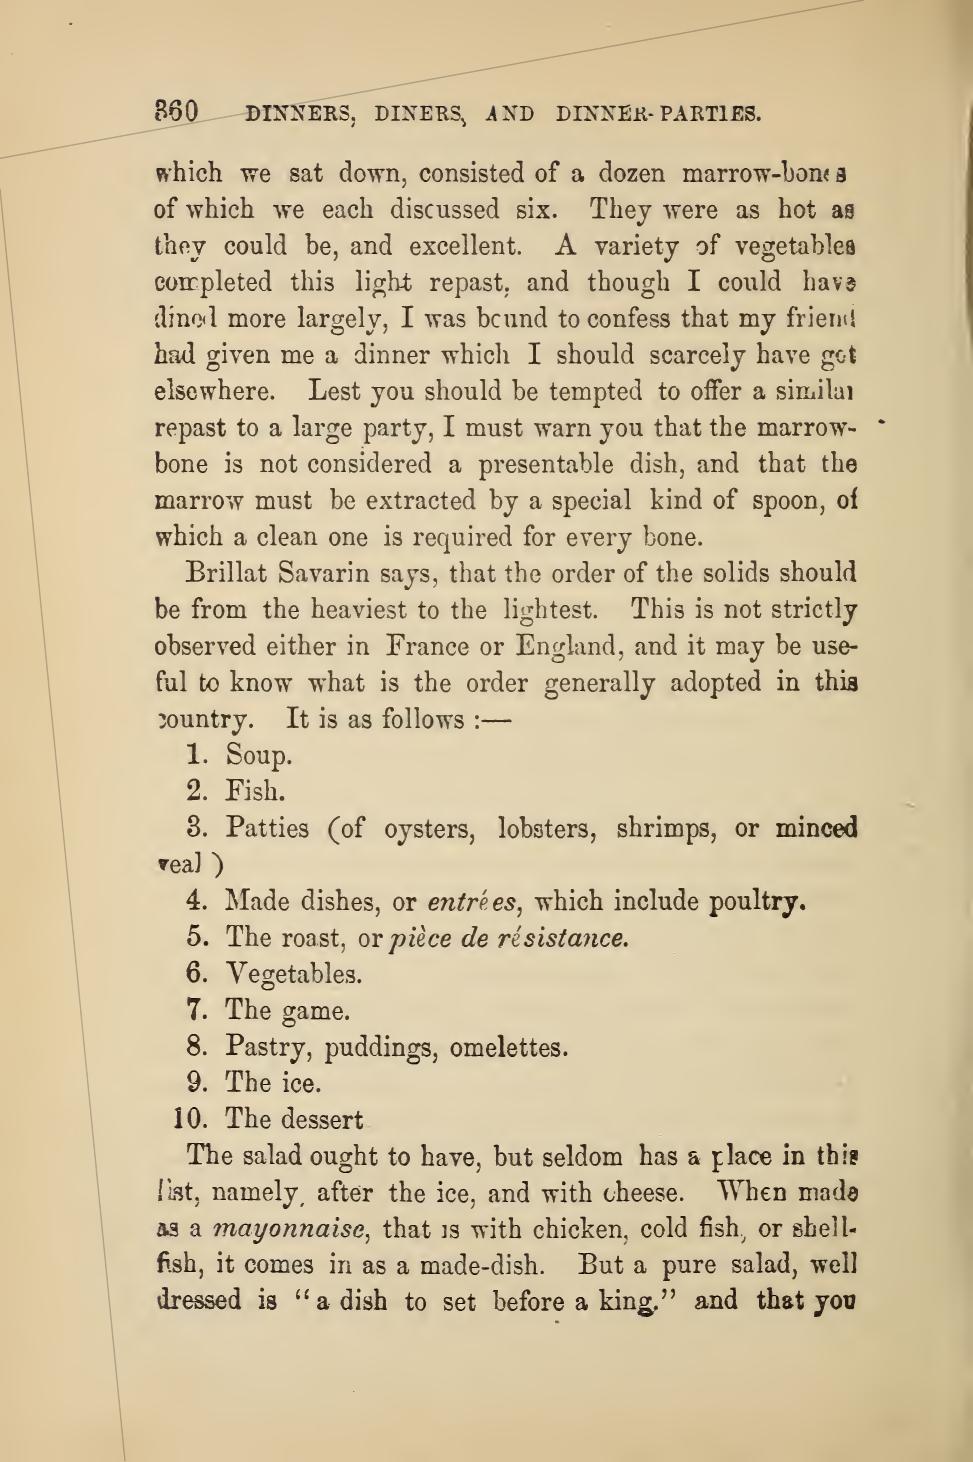 360 DINNERS, DINERS, AND DINNER-PARTIES.
which we sat down, consisted of a dozen marrow-bones
of which we each discussed six. They were as hot as
they could be, and excellent. A variety of vegetables
completed this light repast, and though I could have
dined more largely, I was bound to confess that my friend
had given me a dinner which I should scarcely have got
elsewhere. Lest you should be tempted to offer a similar
repast to a large party, I must warn you that the marrow-
bone is not considered a presentable dish, and that the
marrow must be extracted by a special kind of spoon, of
which a clean one is required for every bone.
Brillat Savarin says, that the order of the solids should
be from the heaviest to the lightest. This is not strictly
observed either in France or England, and it may be use-
ful to know what is the order generally adopted in this
country. It is as follows :—
1. Soup.
2. Fish.
3. Patties (of oysters, lobsters, shrimps, or minced
veal )
4. Made dishes, or entrées, which include poultry.
5. The roast, or pièce de résistance.
6. Vegetables.
7. The game.
8. Pastry, puddings, omelettes.
9. The ice.
10. The dessert
The salad ought to have, but seldom has a place in this
list, namely, after the ice, and with cheese. When made
as a mayonnaise, that is with chicken, cold fish, or shell-
fish, it comes in as a made-dish. But a pure salad, well
dressed is “a dish to set before a king.” and that you